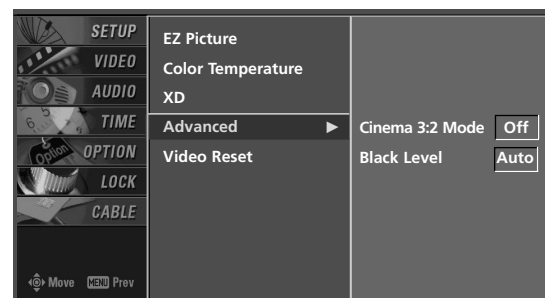 SETUP
VIDEO
AUDIO
TIME
OPTION
LOCK
CABLE
Move MENU Prev
EZ Picture
Color Temperature
XD
Advanced ▶
Video Reset
Cinema 3:2 Mode Off
Black Level Auto
Option